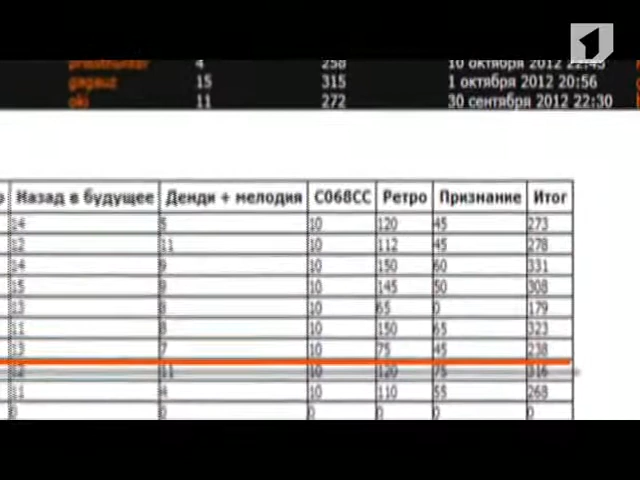 4 258 10 октября 2012 22:45
1
gagauz 15 315 1 октября 2012 20:56
oki 11 272 30 сентября 2012 22:30
Назад в будущее Денди + мелодия С068СС Ретро Признание Итог
14 5 10 120 45 273
12 11 10 112 45 278
14 9 10 150 60 331
15 9 10 145 50 308
13 8 10 65 0 179
11 8 10 150 65 323
13 7 10 75 45 238
12 11 10 120 75 316
11 4 10 110 55 268
0 0 0 0 0 0